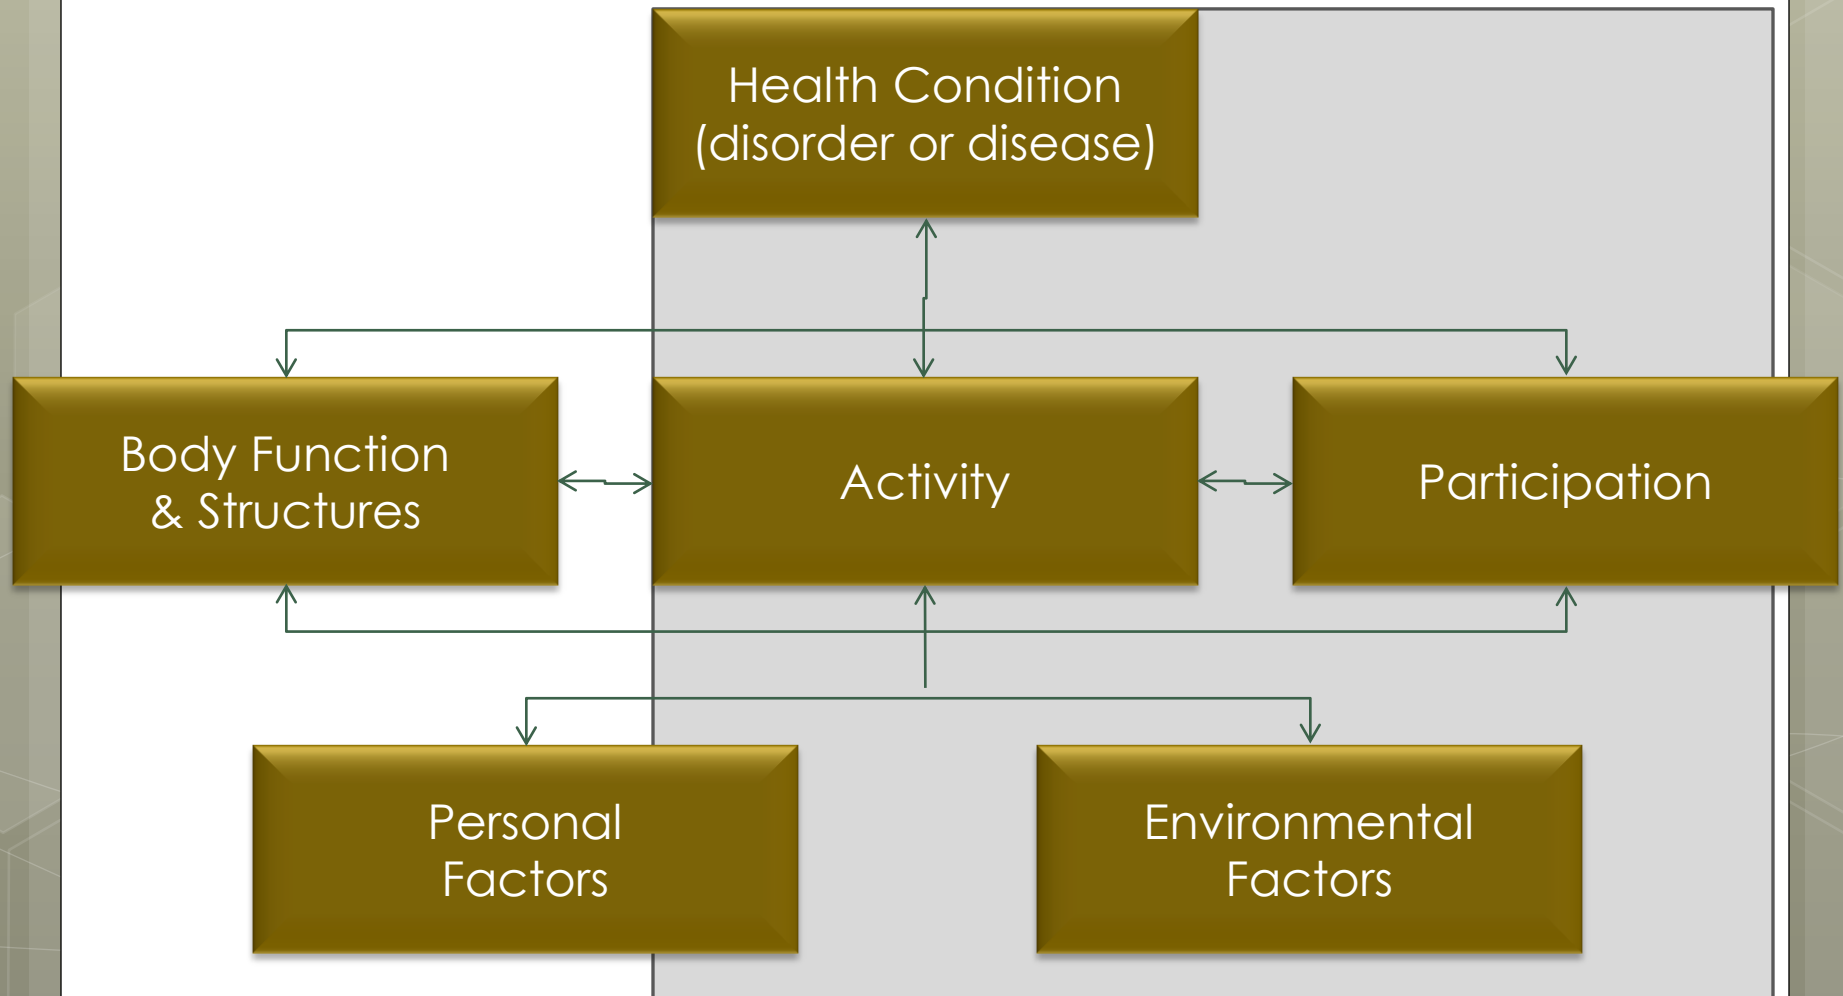 Health Condition
(disorder or disease)
Body Function
& Structures
Activity
Participation
Personal
Factors
Environmental
Factors